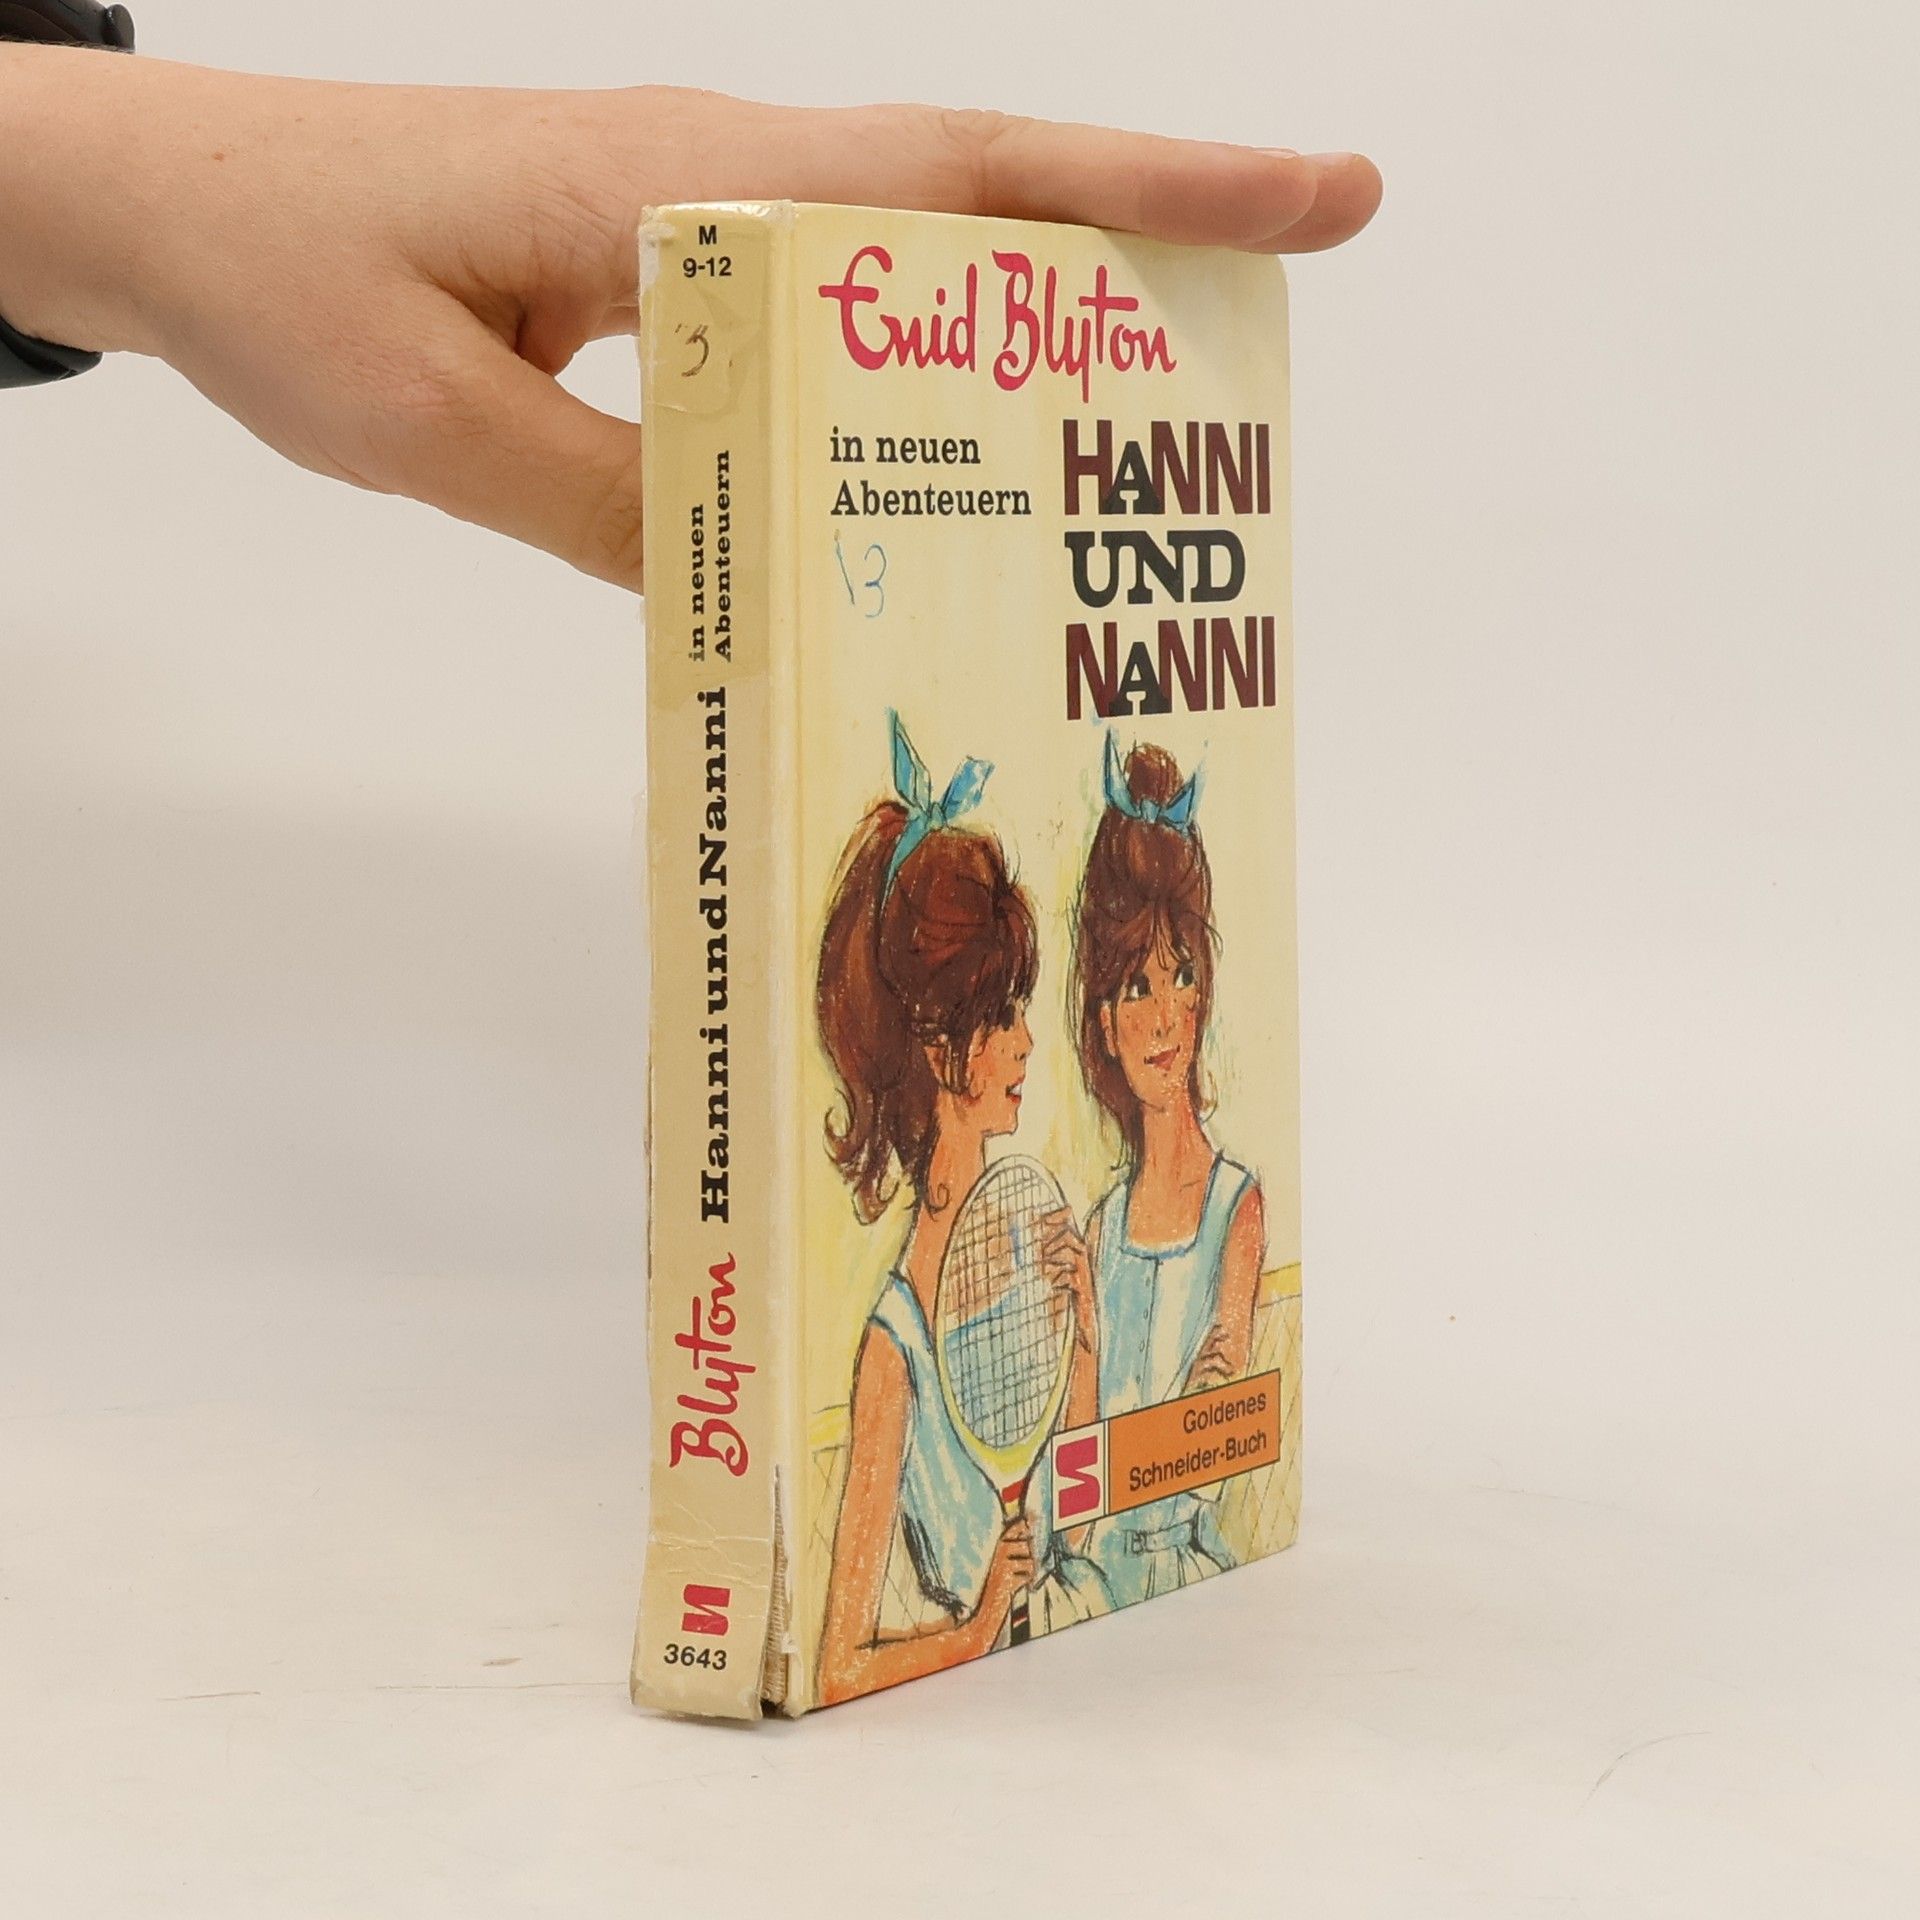 M
9-12
3
in neuen
Abenteuern
Hanni und Nanni
Blyton
3643
Enid Blyton
in neuen
Abenteuern
HANNI
UND
NANNI
13
Goldenes
Schneider-Buch